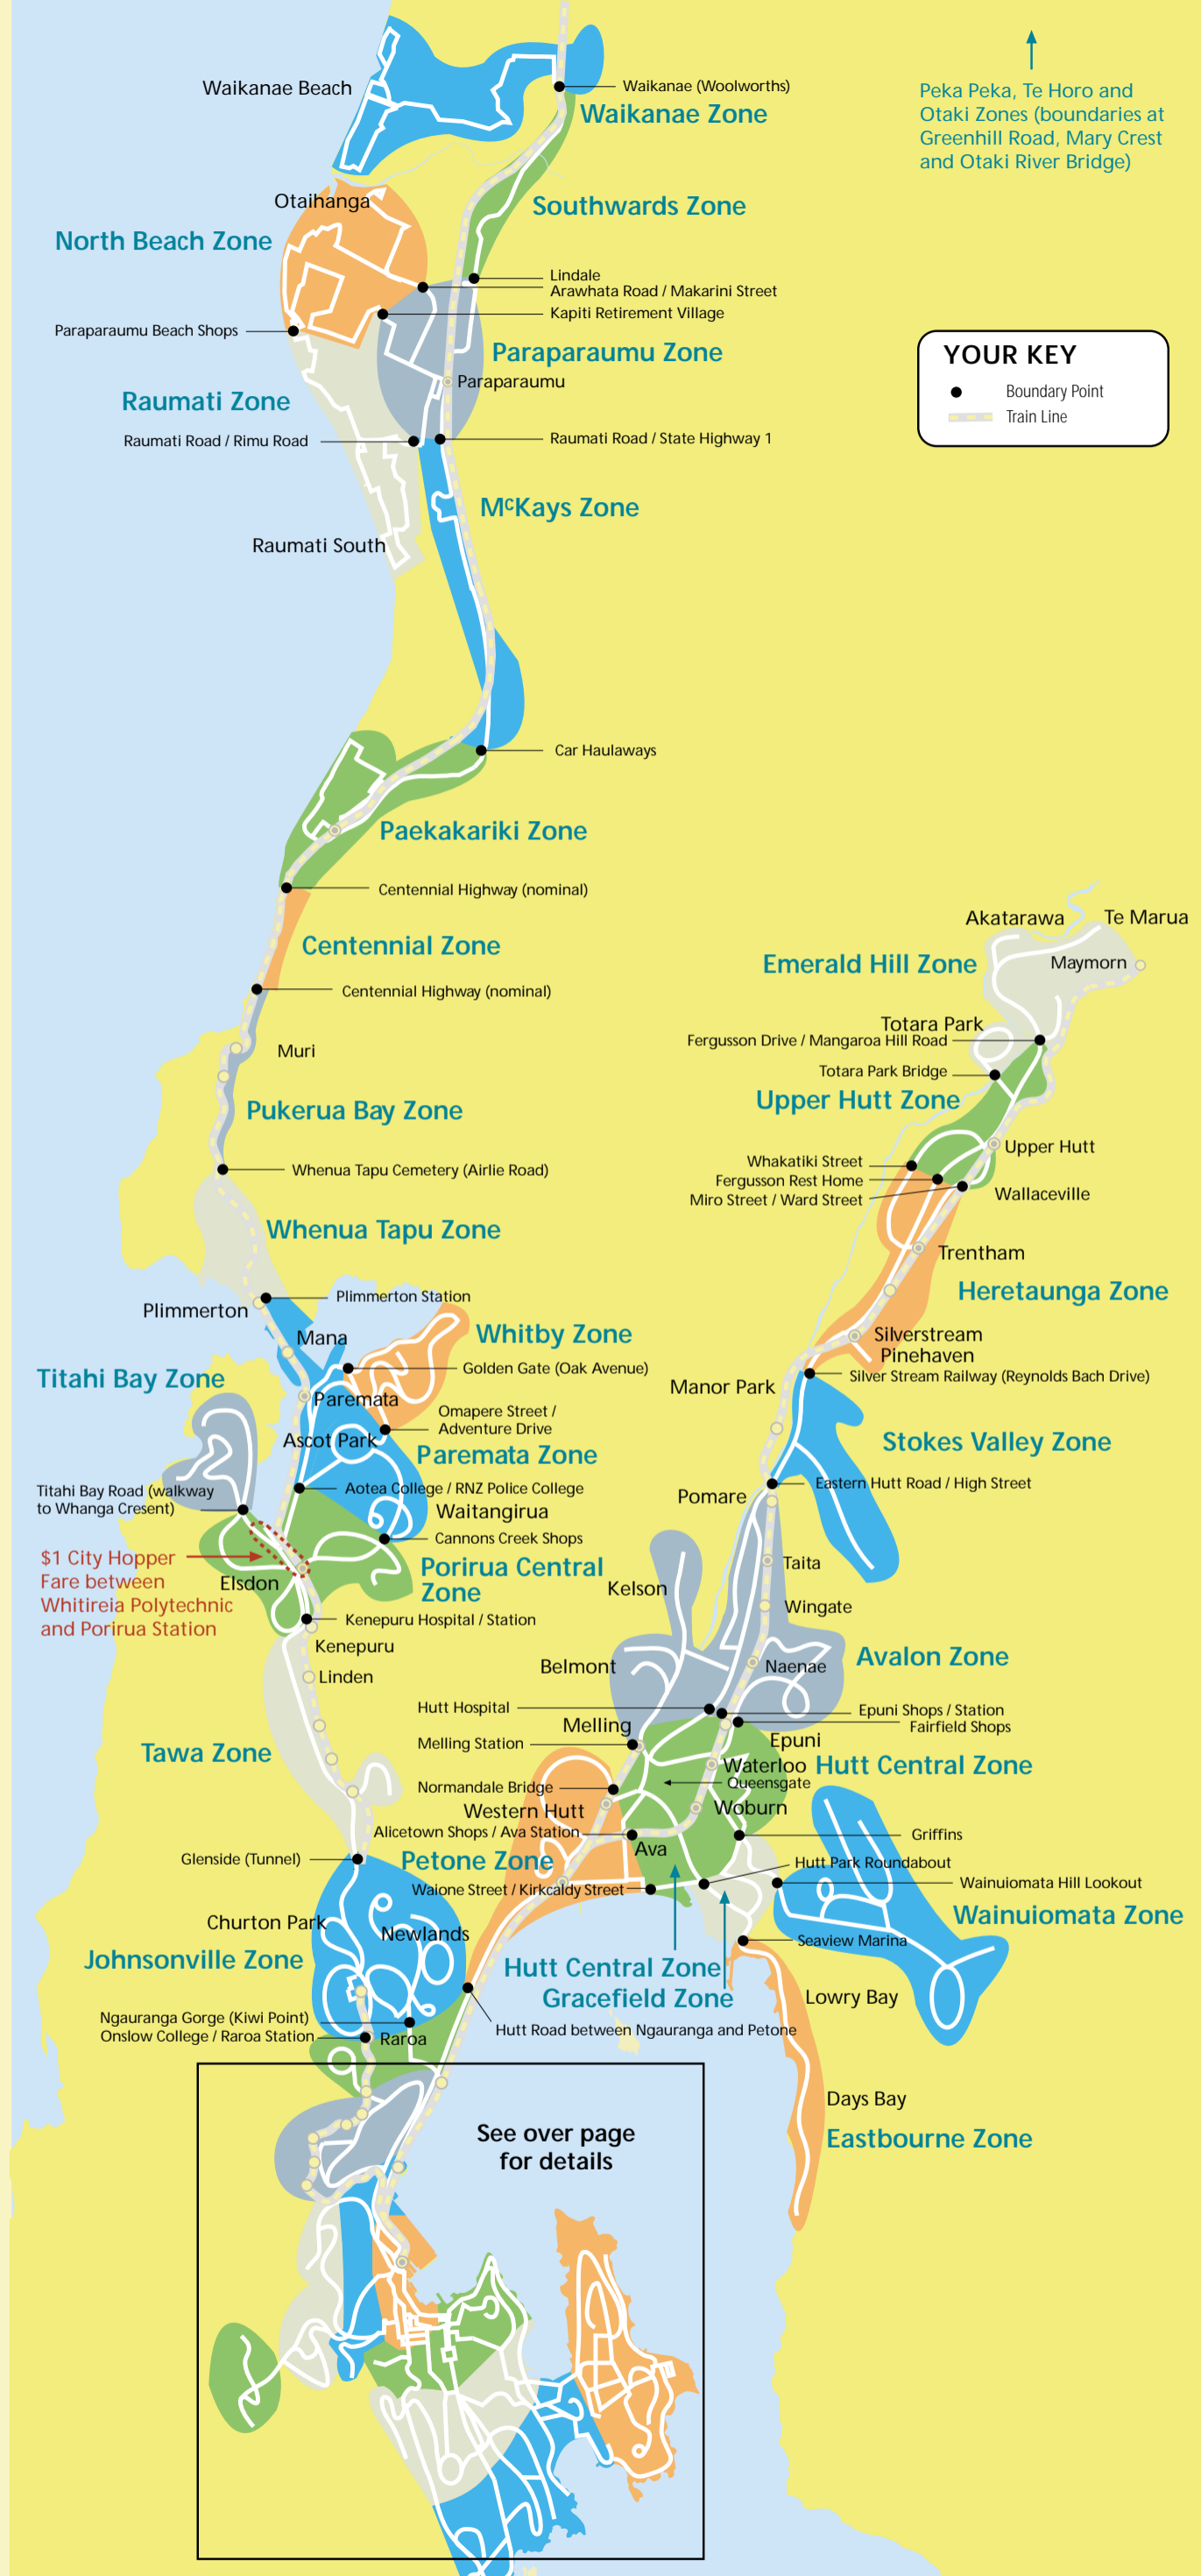 Waikanae Beach
Waikanae (Woolworths)
Waikanae Zone
Peka Peka, Te Horo and
Otaki Zones (boundaries at
Greenhill Road, Mary Crest
and Otaki River Bridge)
Otaihanga
Southwards Zone
North Beach Zone
Lindale
Arawhata Road / Makarini Street
Kapiti Retirement Village
Paraparaumu Beach Shops
Paraparaumu Zone
Paraparaumu
YOUR KEY
Boundary Point
Train Line
Raumati Zone
Raumati Road / Rimu Road
Raumati Road / State Highway 1
McKays Zone
Raumati South
Car Haulaways
Paekakariki Zone
Centennial Highway (nominal)
Centennial Zone
Centennial Highway (nominal)
Akatarawa
Te Marua
Emerald Hill Zone
Maymorn
Totara Park
Fergusson Drive / Mangaroa Hill Road
Muri
Totara Park Bridge
Upper Hutt Zone
Pukerua Bay Zone
Upper Hutt
Whakatiki Street
Fergusson Rest Home
Miro Street / Ward Street
Wallaceville
Whenua Tapu Cemetery (Airlie Road)
Whenua Tapu Zone
Trentham
Heretaunga Zone
Plimmerton Station
Plimmerton
Mana
Whitby Zone
Silverstream
Pinehaven
Golden Gate (Oak Avenue)
Silver Stream Railway (Reynolds Bach Drive)
Titahi Bay Zone
Manor Park
Paremata
Omapere Street /
Adventure Drive
Ascot Park
Paremata Zone
Stokes Valley Zone
Titahi Bay Road (walkway
to Whanga Cresent)
Aotea College / RNZ Police College
Eastern Hutt Road / High Street
Pomare
Waitangirua
Cannons Creek Shops
$1 City Hopper
Fare between
Whitireia Polytechnic
and Porirua Station
Elsdon
Porirua Central
Zone
Taita
Kelson
Wingate
Kenepuru Hospital / Station
Kenepuru
Linden
Belmont
Naenae
Avalon Zone
Hutt Hospital
Epuni Shops / Station
Fairfield Shops
Melling
Melling Station
Epuni
Tawa Zone
Waterloo
Hutt Central Zone
Queensgate
Normandale Bridge
Western Hutt
Woburn
Alicetown Shops / Ava Station
Ava
Griffins
Glenside (Tunnel)
Petone Zone
Hutt Park Roundabout
Waione Street / Kirkcaldy Street
Wainuiomata Hill Lookout
Wainuiomata Zone
Churton Park
Newlands
Seaview Marina
Johnsonville Zone
Hutt Central Zone
Gracefield Zone
Lowry Bay
Ngauranga Gorge (Kiwi Point)
Onslow College / Raroa Station
Raroa
Hutt Road between Ngauranga and Petone
Days Bay
Eastbourne Zone
See over page
for details